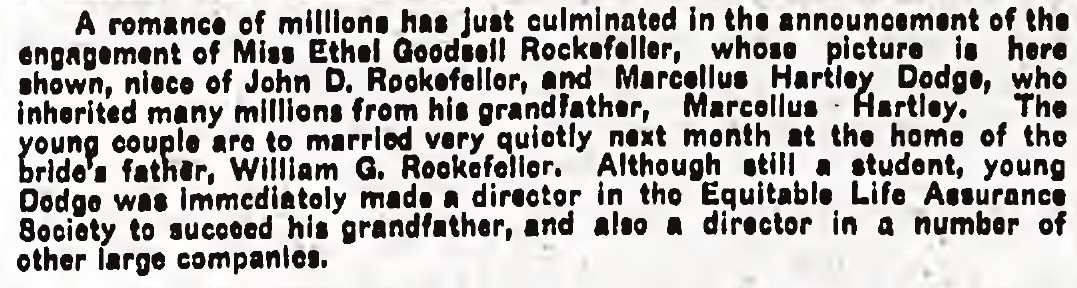 A romance of millions has just culminated in the announcement of the
engagement of Miss Ethel Geodsell Rockefeller, whose picture is here
shown, niece of John D. Rockefeller, and Marcellus Hartley Dodge, who
inherited many millions from his grandfather, Marcellus Hartley. The
young couple are to married very quietly next month at the home of the
bride's father, William G. Rockefeller. Although still a student, young
Dodge was immediately made a director in the Equitable Life Assurance
Society to succeed his grandfather, and also a director in a number of
other large companies.